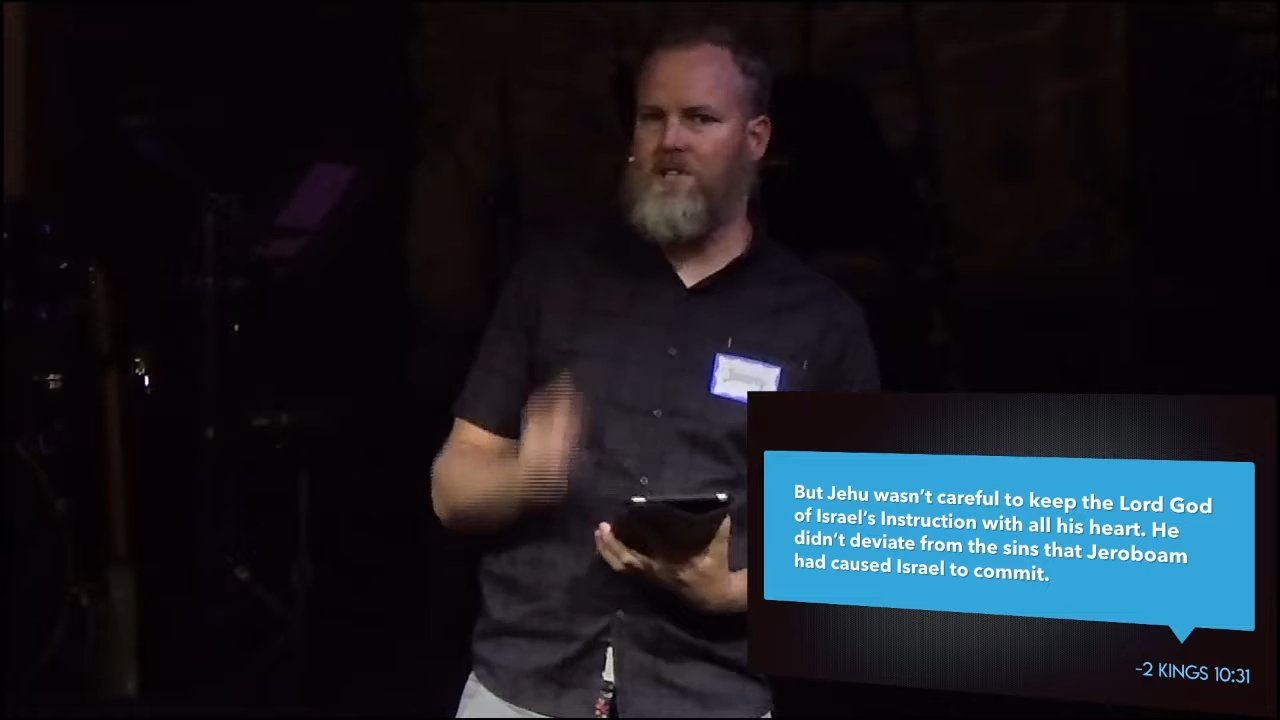 But Jehu wasn't careful to keep the Lord God
of Israel's Instruction with all his heart. He
didn't deviate from the sins that Jeroboam
had caused Israel to commit.
-2 KINGS 10:31